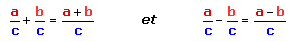 a/c + b/c = a + b/c et a/c - b/c = a - b/c